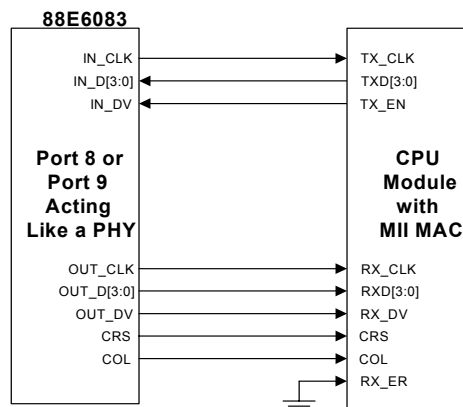 88E6083
IN_CLK
IN_D[3:0]
IN_DV
Port 8 or
Port 9
Acting
Like a PHY
OUT_CLK
OUT_D[3:0]
OUT_DV
CRS
COL
TX_CLK
TXD[3:0]
TX_EN
CPU
Module
with
MII MAC
RX_CLK
RXD[3:0]
RX_DV
CRS
COL
RX_ER